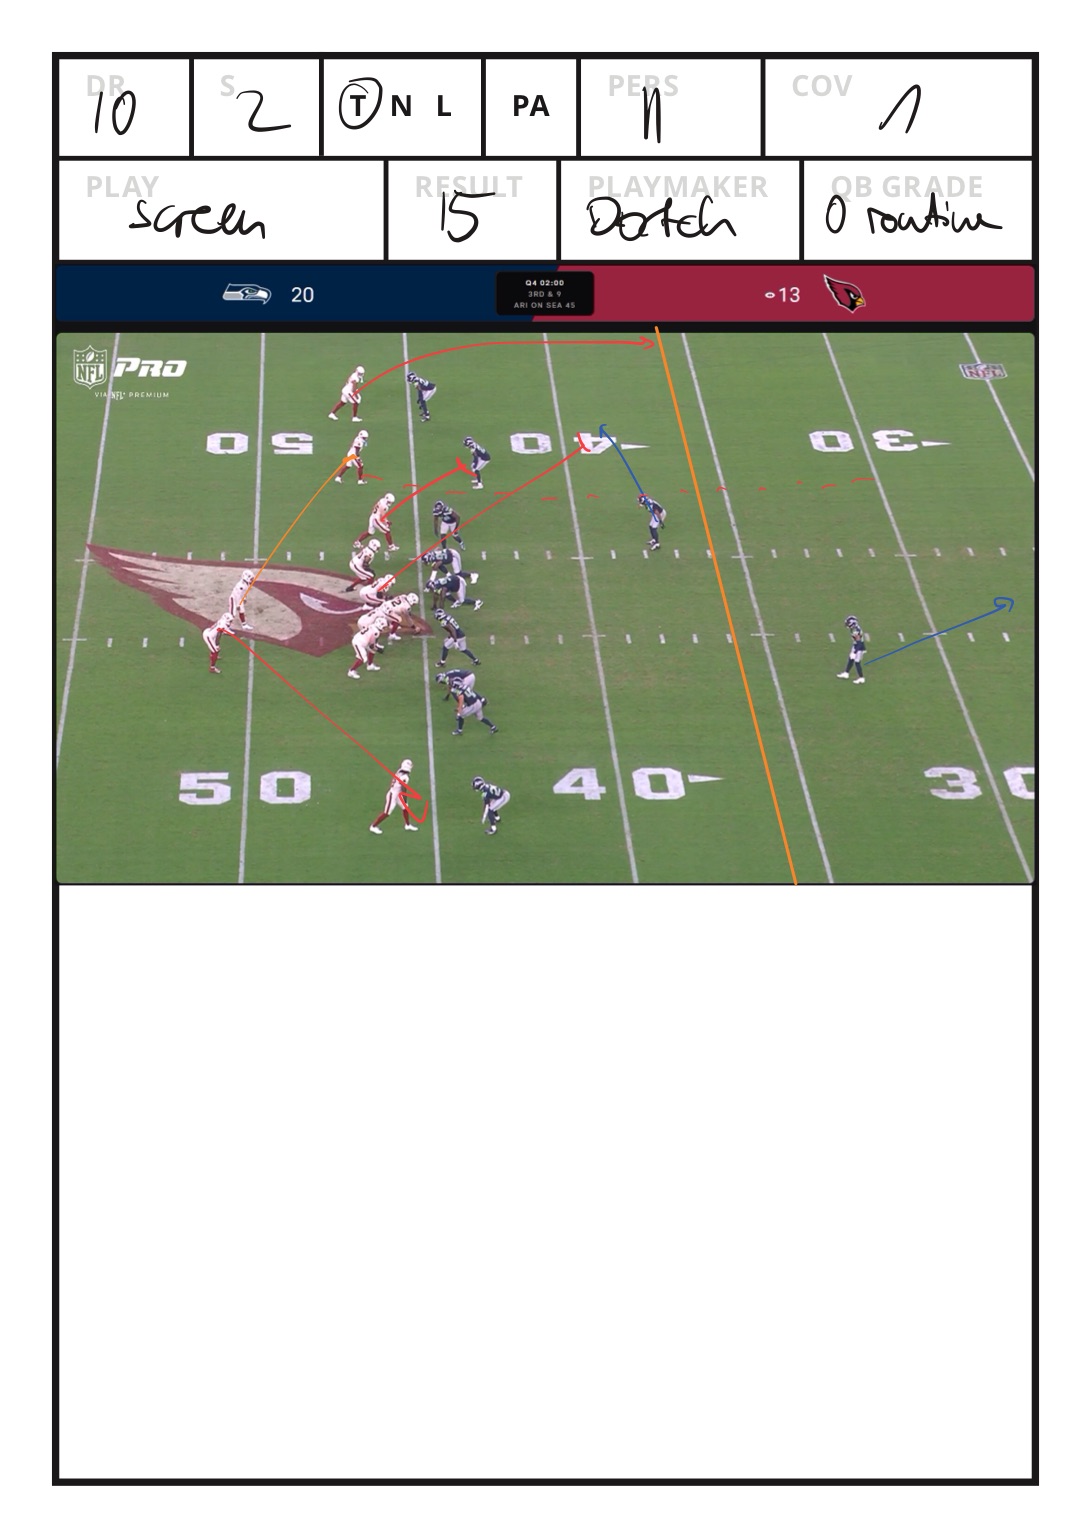 DR 10 S 2 T N L PA PERS 11 COV 1
PLAY screen RESULT 15 PLAYMAKER Dortch QB GRADE 0 routine
20 Q4 02:00 13
3RD & 9
ARI ON SEA 45
NFL PRO
VIA NFL+ PREMIUM
NFL
50 40 30
50 40 30